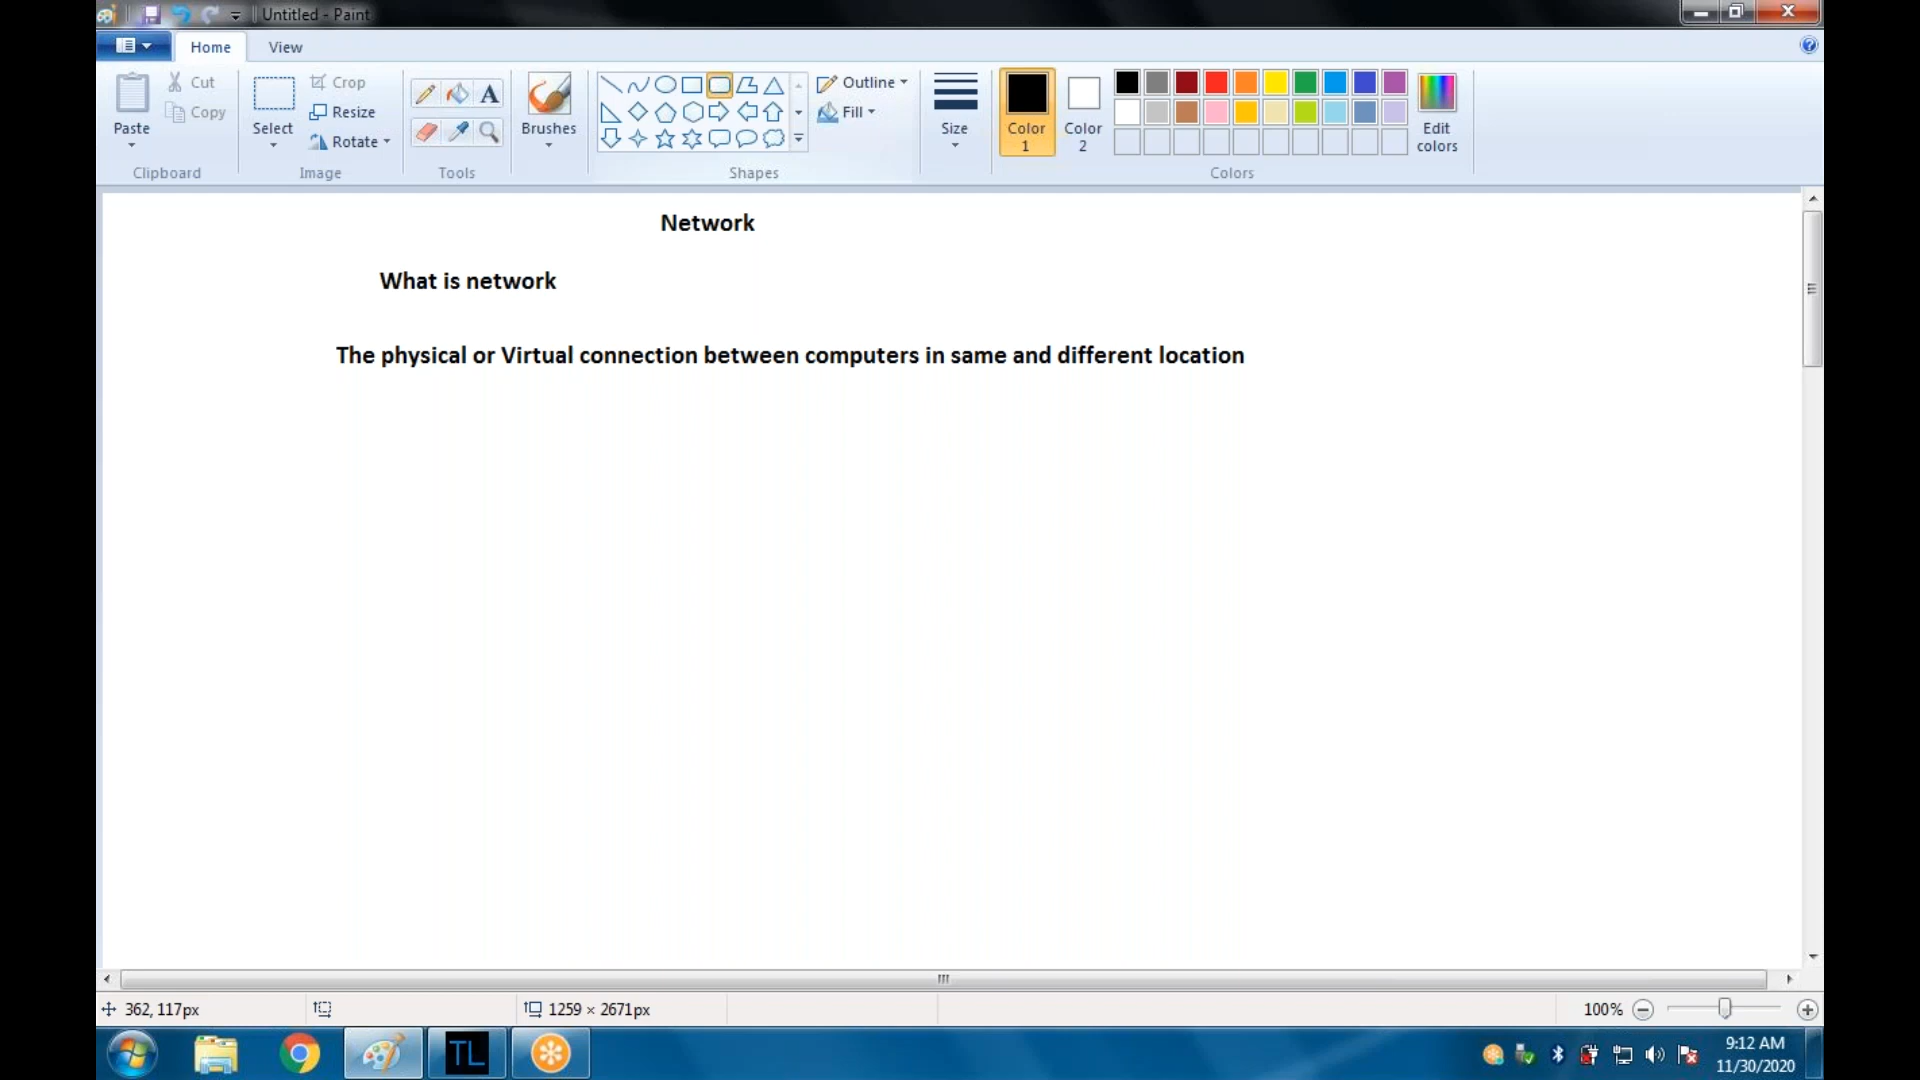 Untitled - Paint
Home View
Paste
Cut
Copy
Clipboard
Select
Crop
Resize
Rotate
Image
A
Tools
Brushes
Outline
Fill
Shapes
Size
Color 1
Color 2
Edit colors
Colors
Network
What is network
The physical or Virtual connection between computers in same and different location
362, 117px
1259 × 2671px
100%
TL
9:12 AM
11/30/2020